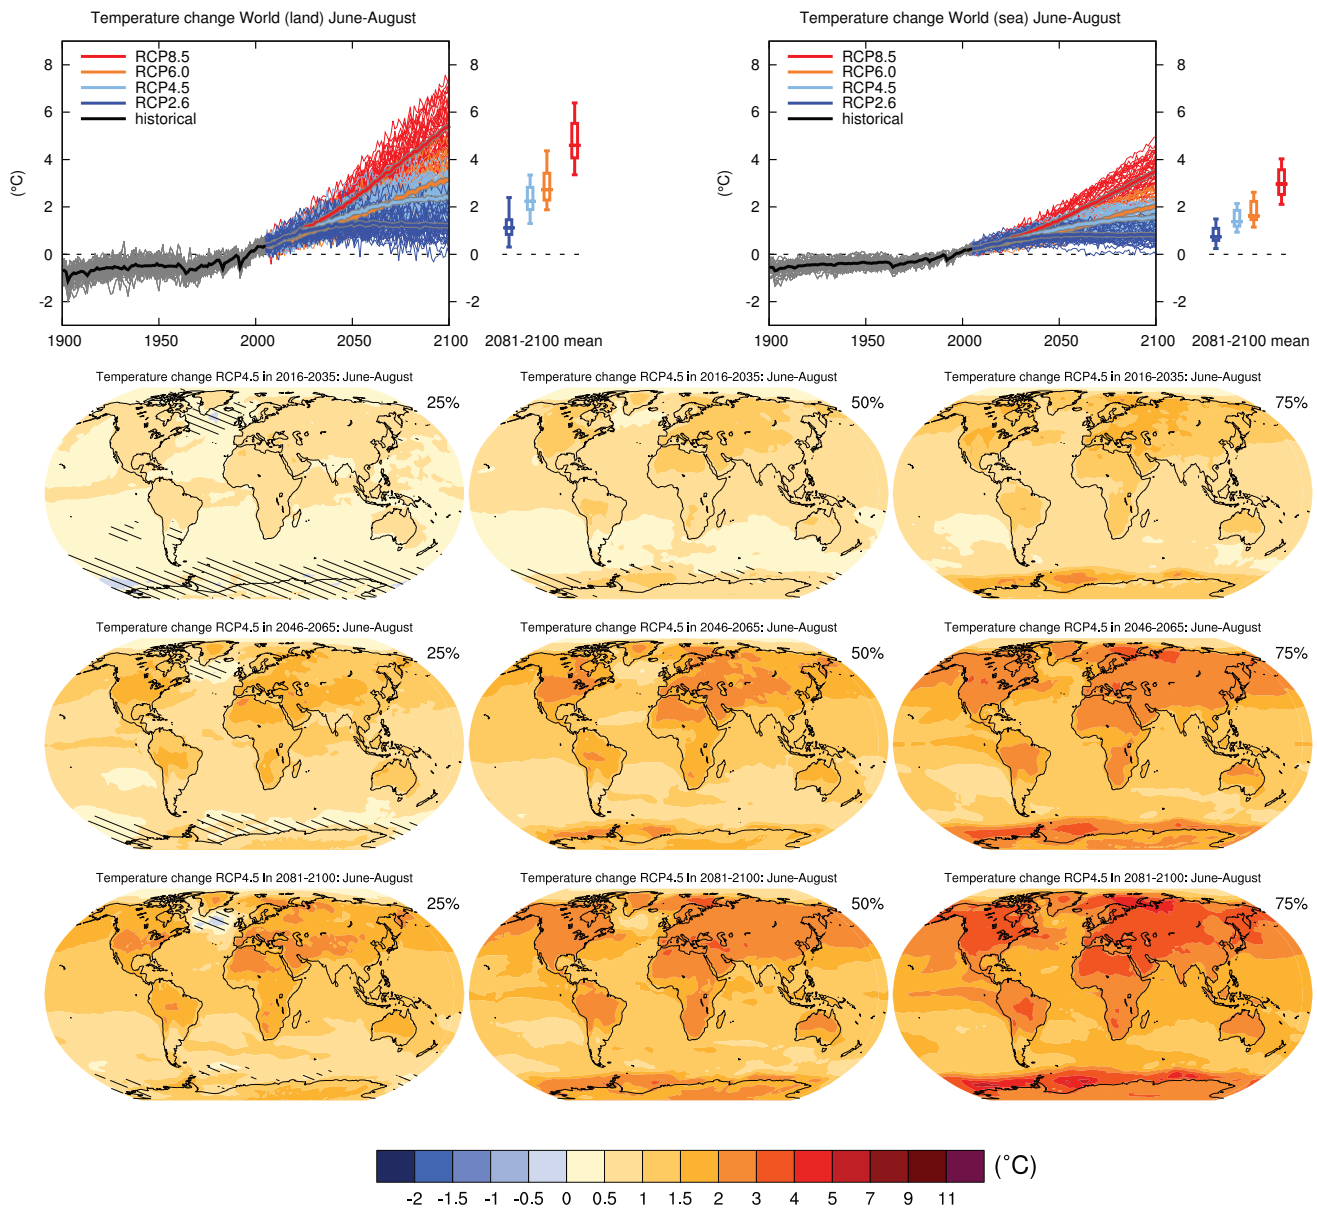 Temperature change World (land) June-August
Temperature change World (sea) June-August
RCP8.5
RCP6.0
RCP4.5
RCP2.6
historical
(°C)
8
6
4
2
0
-2
8
6
4
2
0
-2
1900
1950
2000
2050
2100
2081-2100 mean
RCP8.5
RCP6.0
RCP4.5
RCP2.6
historical
(°C)
8
6
4
2
0
-2
8
6
4
2
0
-2
1900
1950
2000
2050
2100
2081-2100 mean
Temperature change RCP4.5 in 2016-2035: June-August
25%
Temperature change RCP4.5 in 2016-2035: June-August
50%
Temperature change RCP4.5 in 2016-2035: June-August
75%
Temperature change RCP4.5 in 2046-2065: June-August
25%
Temperature change RCP4.5 in 2046-2065: June-August
50%
Temperature change RCP4.5 in 2046-2065: June-August
75%
Temperature change RCP4.5 in 2081-2100: June-August
25%
Temperature change RCP4.5 in 2081-2100: June-August
50%
Temperature change RCP4.5 in 2081-2100: June-August
75%
(°C)
-2 -1.5 -1 -0.5 0 0.5 1 1.5 2 3 4 5 7 9 11